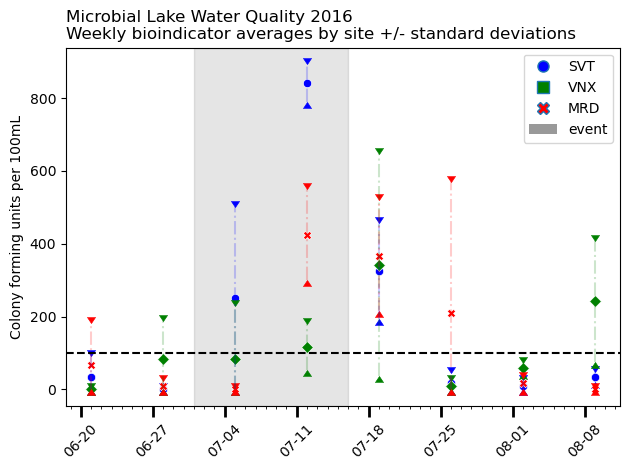 Microbial Lake Water Quality 2016
Weekly bioindicator averages by site +/- standard deviations
Colony forming units per 100mL
800
600
400
200
0
SVT
VNX
MRD
event
06-20
06-27
07-04
07-11
07-18
07-25
08-01
08-08